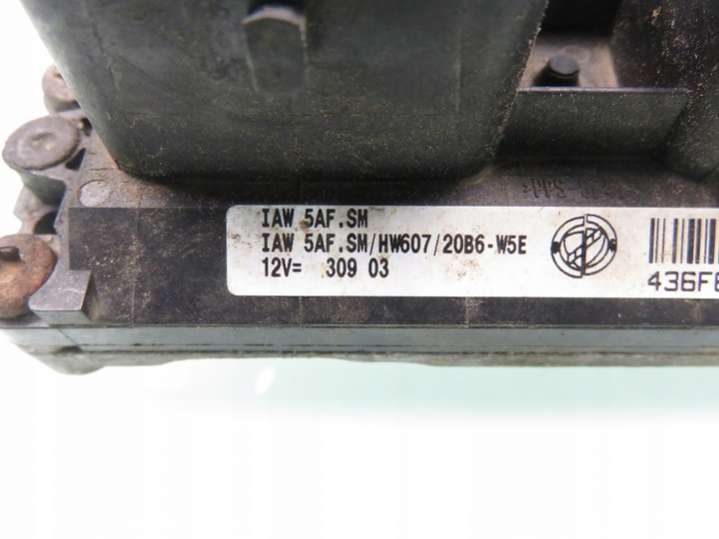 IAW 5AF.SM
IAW 5AF.SM/HW607/20B6-W5E
12V= 309 03
436F